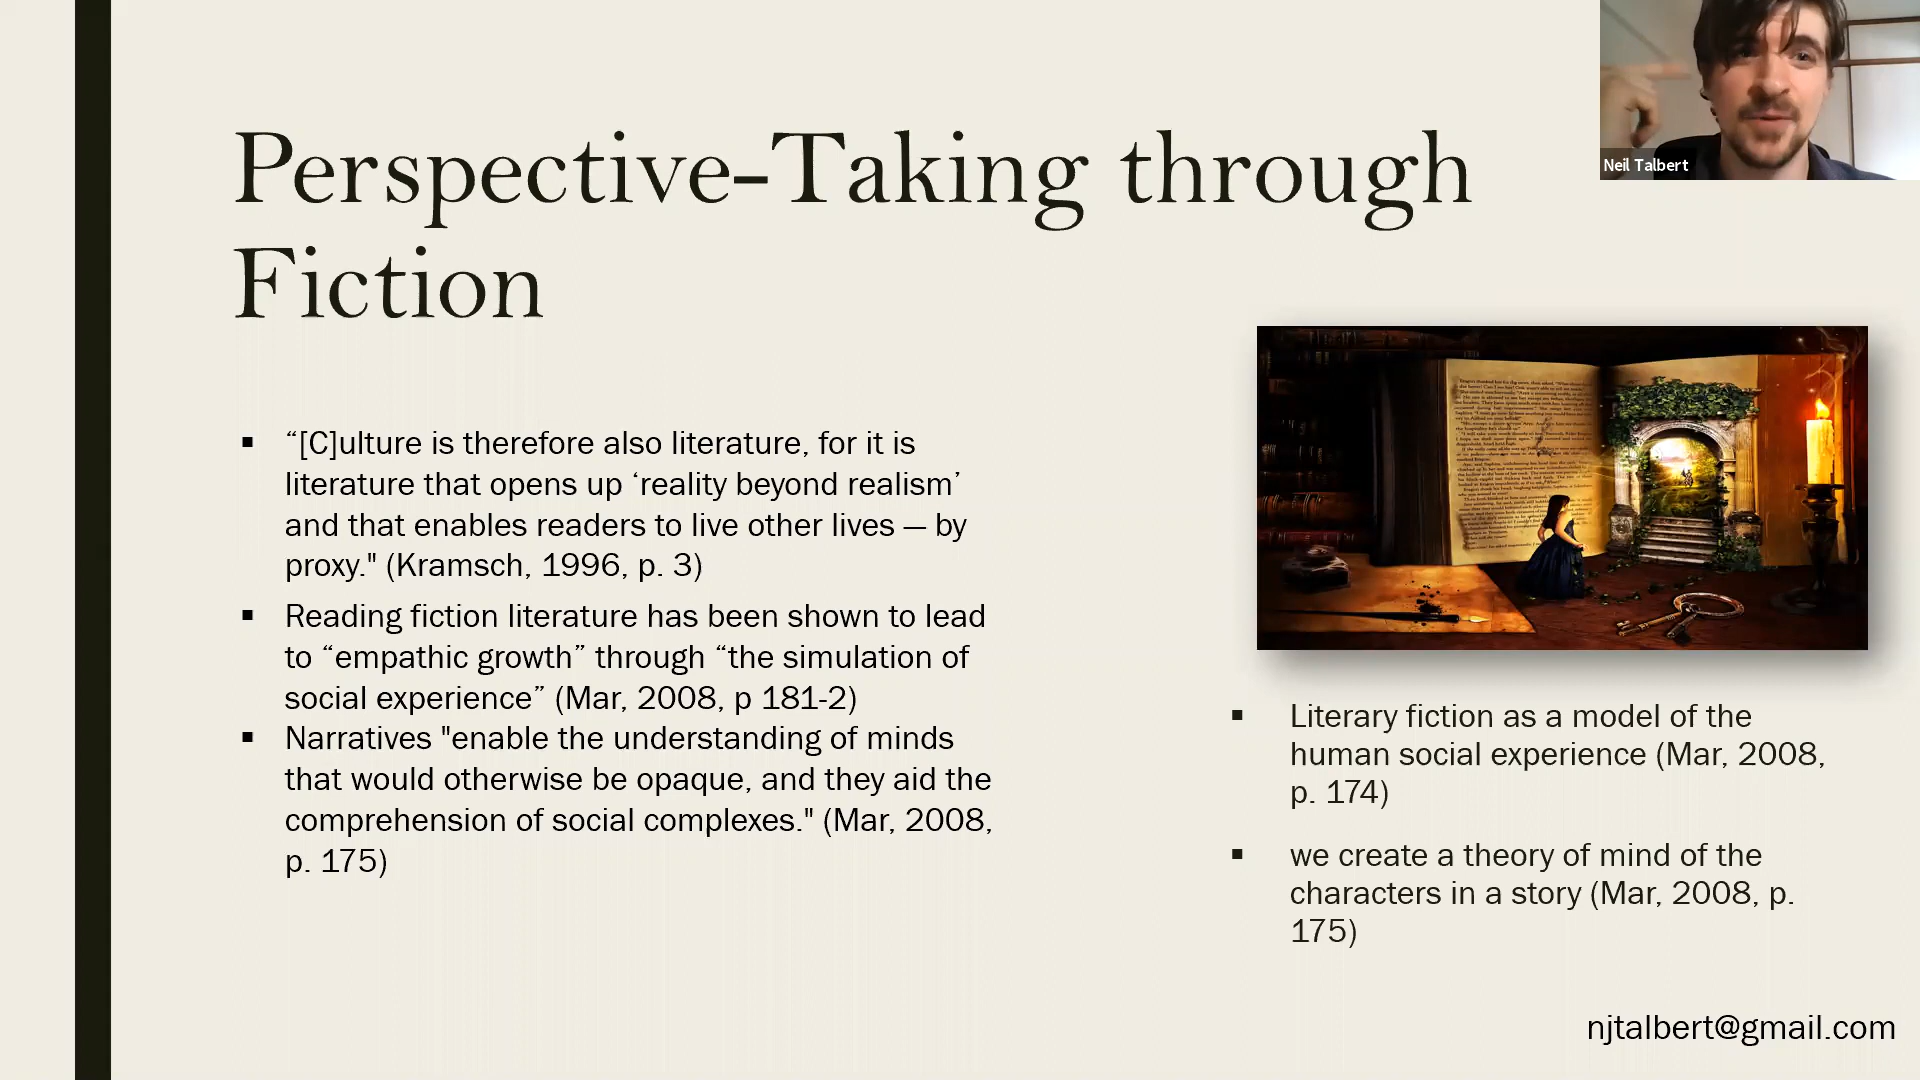 Neil Talbert
Perspective-Taking through
Fiction
▪ “[C]ulture is therefore also literature, for it is
literature that opens up ‘reality beyond realism’
and that enables readers to live other lives — by
proxy." (Kramsch, 1996, p. 3)
▪ Reading fiction literature has been shown to lead
to “empathic growth” through “the simulation of
social experience” (Mar, 2008, p 181-2)
▪ Narratives "enable the understanding of minds
that would otherwise be opaque, and they aid the
comprehension of social complexes." (Mar, 2008,
p. 175)
▪ Literary fiction as a model of the
human social experience (Mar, 2008,
p. 174)
▪ we create a theory of mind of the
characters in a story (Mar, 2008, p.
175)
njtalbert@gmail.com